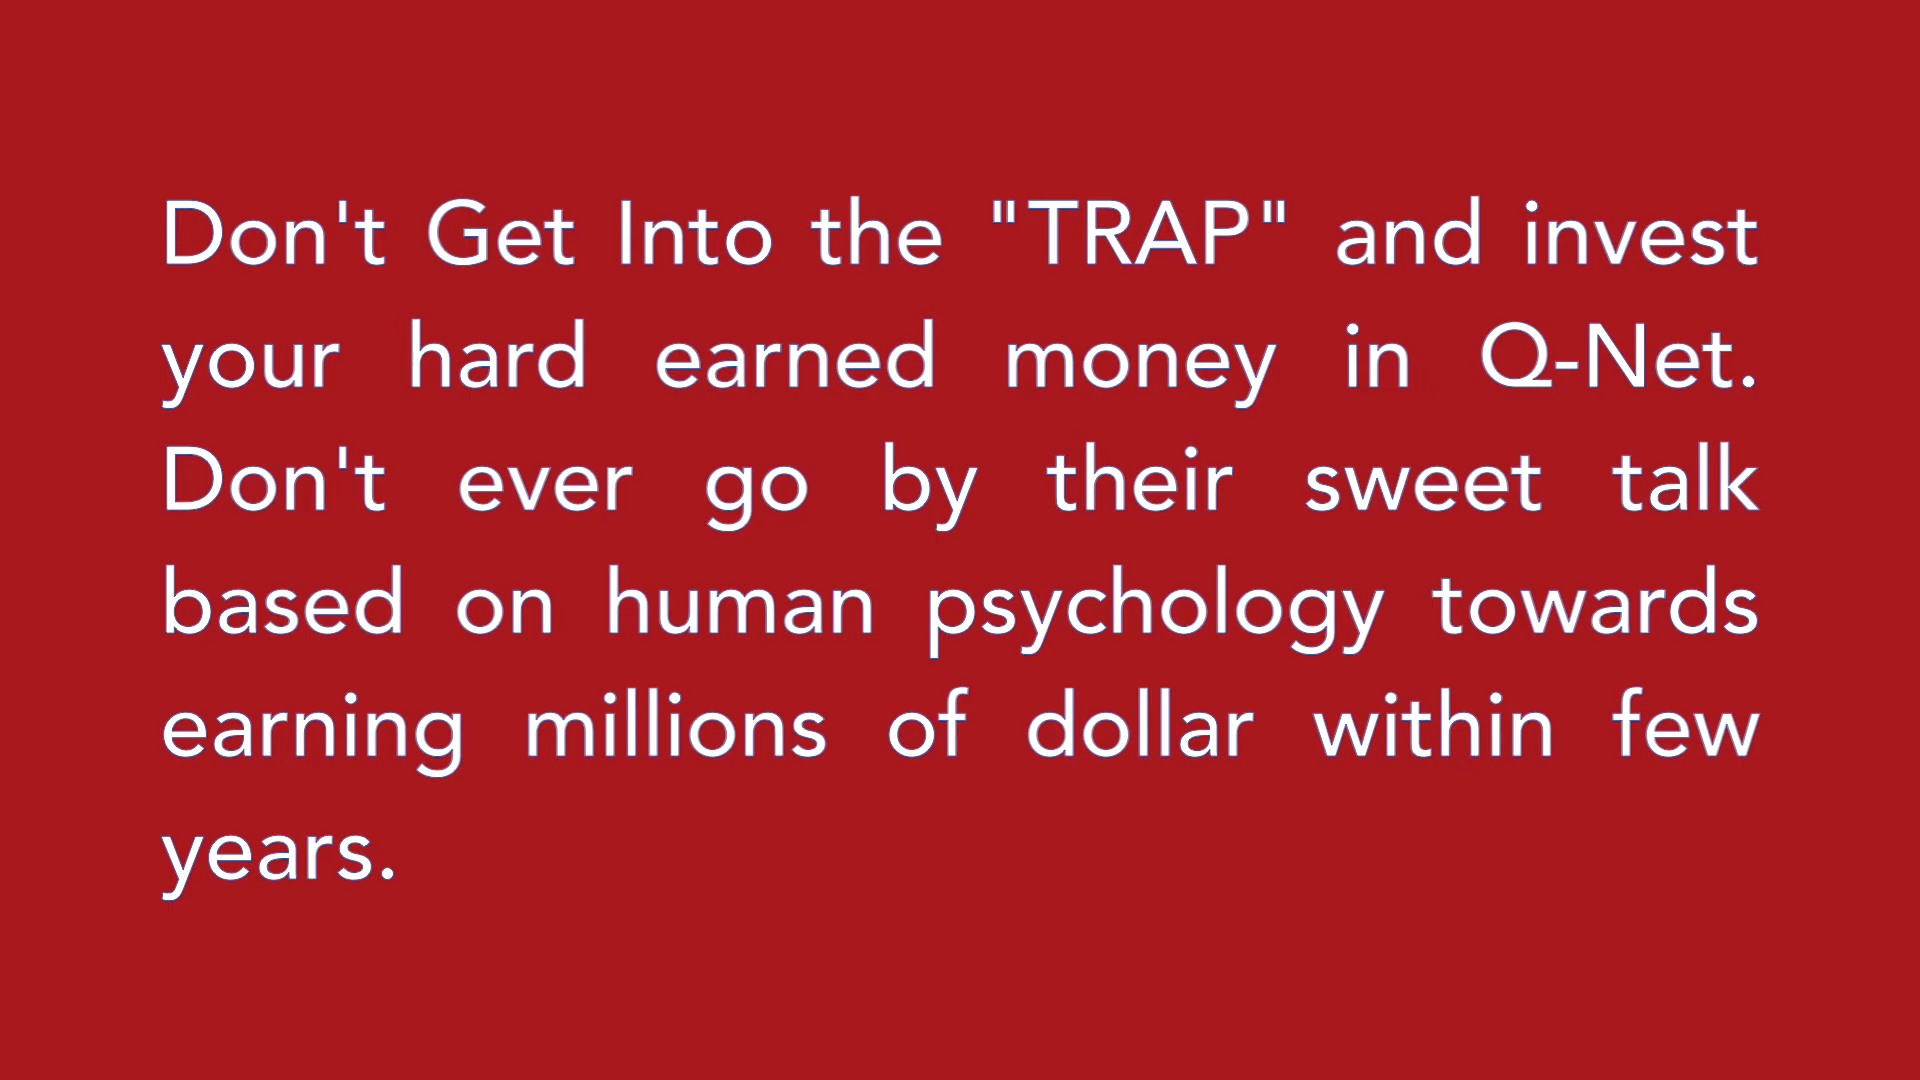 Don't Get Into the "TRAP" and invest
your hard earned money in Q-Net.
Don't ever go by their sweet talk
based on human psychology towards
earning millions of dollar within few
years.